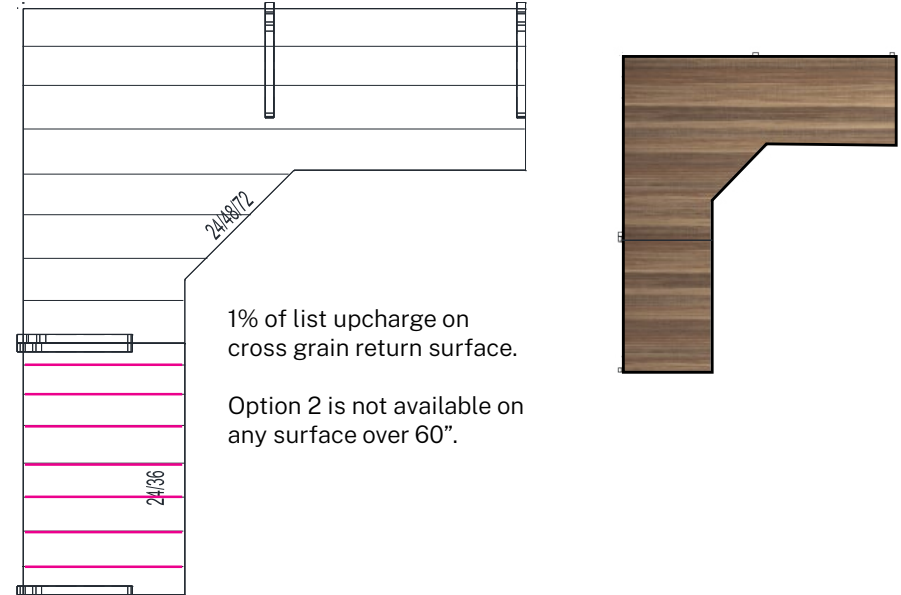 24/48/72
1% of list upcharge on
cross grain return surface.
Option 2 is not available on
any surface over 60”.
24/36